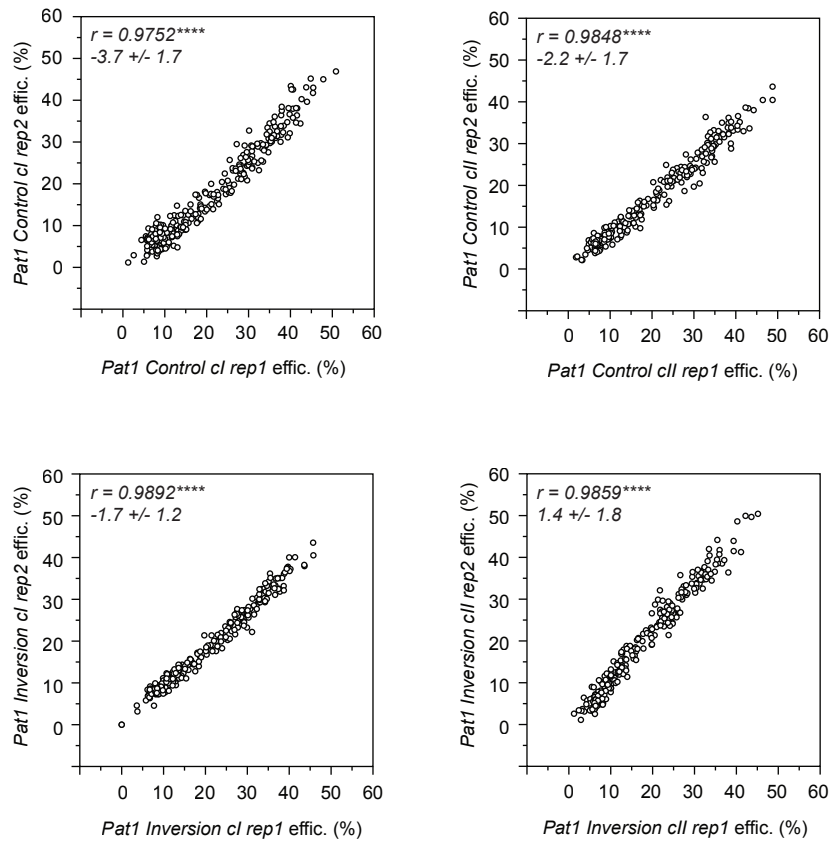 60
50
40
30
20
10
0
r = 0.9752****
-3.7 +/- 1.7
Pat1 Control cI rep2 effic. (%)
0 10 20 30 40 50 60
Pat1 Control cI rep1 effic. (%)
60
50
40
30
20
10
0
r = 0.9848****
-2.2 +/- 1.7
Pat1 Control cII rep2 effic. (%)
0 10 20 30 40 50 60
Pat1 Control cII rep1 effic. (%)
60
50
40
30
20
10
0
r = 0.9892****
-1.7 +/- 1.2
Pat1 Inversion cI rep2 effic. (%)
0 10 20 30 40 50 60
Pat1 Inversion cI rep1 effic. (%)
60
50
40
30
20
10
0
r = 0.9859****
1.4 +/- 1.8
Pat1 Inversion cII rep2 effic. (%)
0 10 20 30 40 50 60
Pat1 Inversion cII rep1 effic. (%)